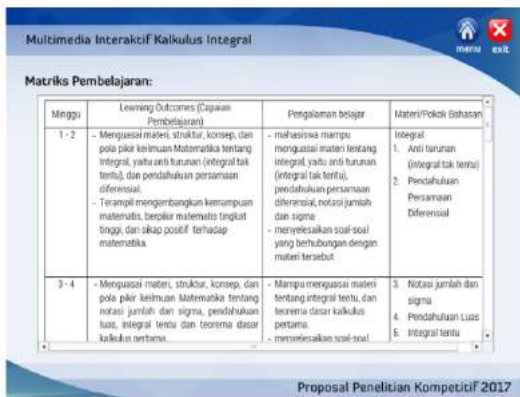 Multimedia Interaktif Kalkulus Integral
menu
exit
Matriks Pembelajaran:
Minggu
Learning Outcomes (Capaian
Pembelajaran)
Pengalaman belajar
Materi/Pokok Bahasan
1 - 2
- Menguasai materi, struktur, konsep, dan
pola pikir keilmuan Matematika tentang
Integral, yaitu anti turunan (integral tak
tentu), dan pendahuluan persamaan
diferensial.
- Terampil mengembangkan kemampuan
matematis, berpikir matematis tingkat
tinggi, dan sikap positif terhadap
matematika.
- mahasiswa mampu
menguasai materi tentang
integral, yaitu anti turunan
(integral tak tentu),
pendahuluan persamaan
diferensial, notasi jumlah
dan sigma
- menyelesaikan soal-soal
yang berhubungan dengan
materi tersebut
Integral
1. Anti turunan
(integral tak tentu)
2. Pendahuluan
Persamaan
Diferensial
3 - 4
- Menguasai materi, struktur, konsep, dan
pola pikir keilmuan Matematika tentang
notasi jumlah dan sigma, pendahuluan
luas, integral tentu dan teorema dasar
kalkulus pertama.
- Mampu menguasai materi
tentang integral tentu, dan
teorema dasar kalkulus
pertama.
- menyelesaikan soal-soal
3. Notasi jumlah dan
sigma
4. Pendahuluan Luas
5. Integral tentu
Proposal Penelitian Kompetitif 2017